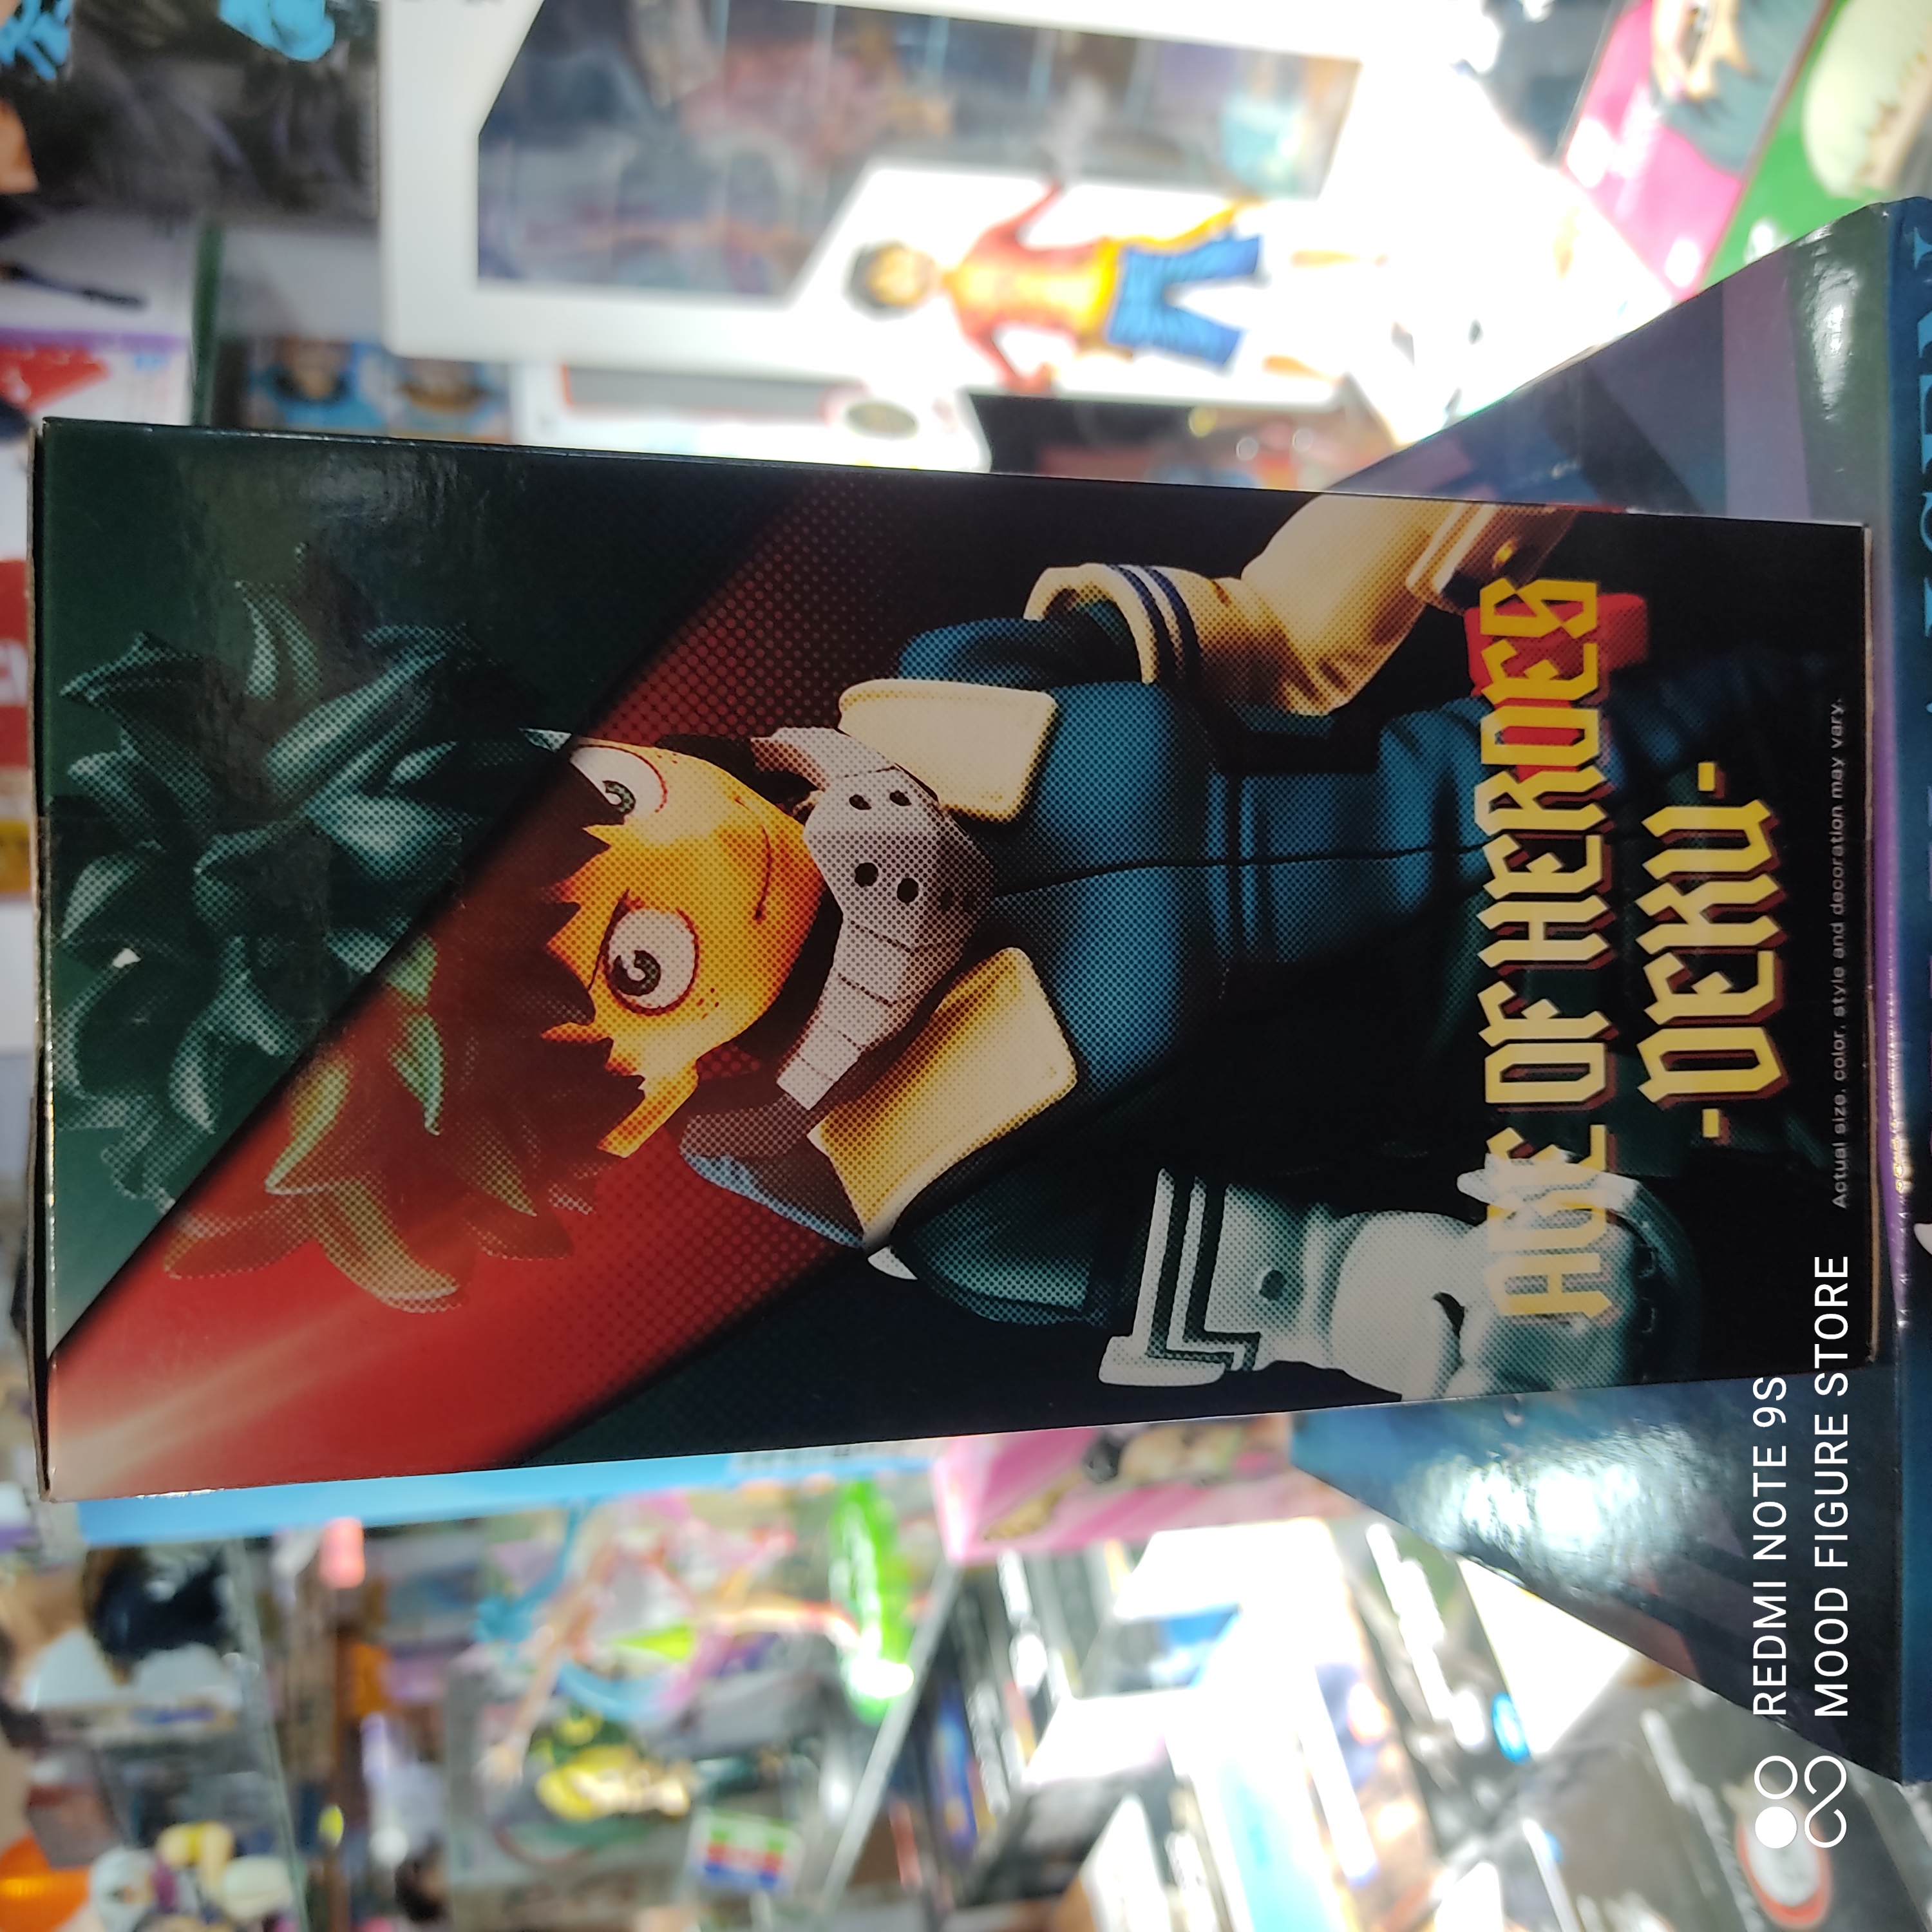 AGE OF HEROES
-DEKU-
Actual size, color, style and decoration may vary.
REDMI NOTE 9S
MOOD FIGURE STORE